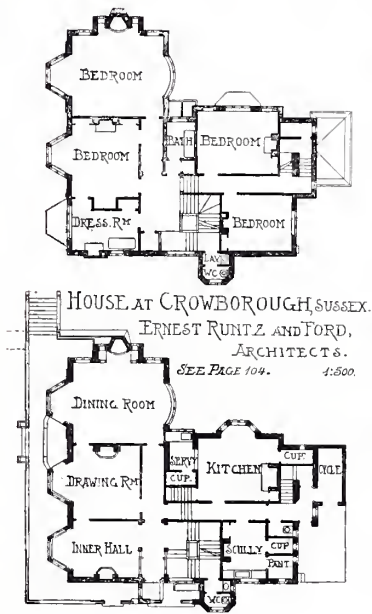 BEDROOM
BEDROOM
BATH
BEDROOM
DRESS. RM
BEDROOM
LAV.
WC
HOUSE AT CROWBOROUGH, SUSSEX.
ERNEST RUNTZ AND FORD,
ARCHITECTS.
SEE PAGE 104. 1:500.
DINING ROOM
SERVY
CUP.
KITCHEN
CUP.
CYCLE
DRAWING RM
INNER HALL
SCULLY
CUP
PANT.
WC